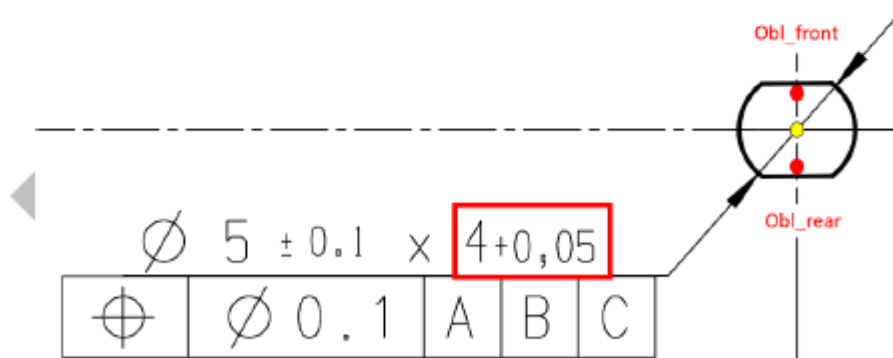 Obl_front
Obl_rear
Ø 5 ±0.1 x 4+0,05
⌖ Ø 0.1 A B C